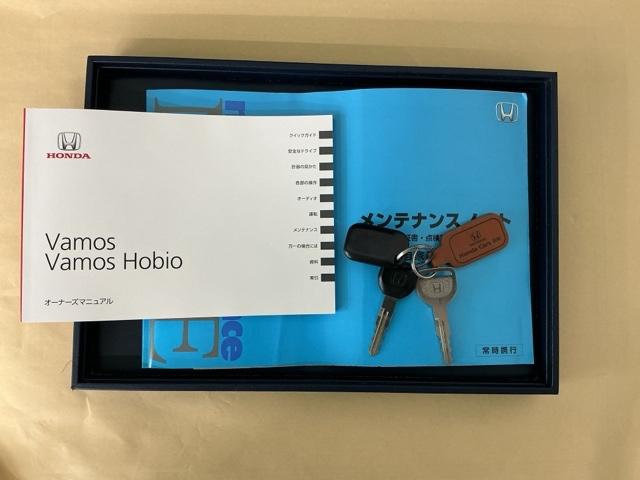 HONDA
Vamos
Vamos Hobio
オーナーズマニュアル
クイックガイド
安全なドライブ
計器の見かた
各部の操作
オーディオ
運転
メンテナンス
万一の場合には
資料
索引
メンテナンス
Honda Cars
常時携行